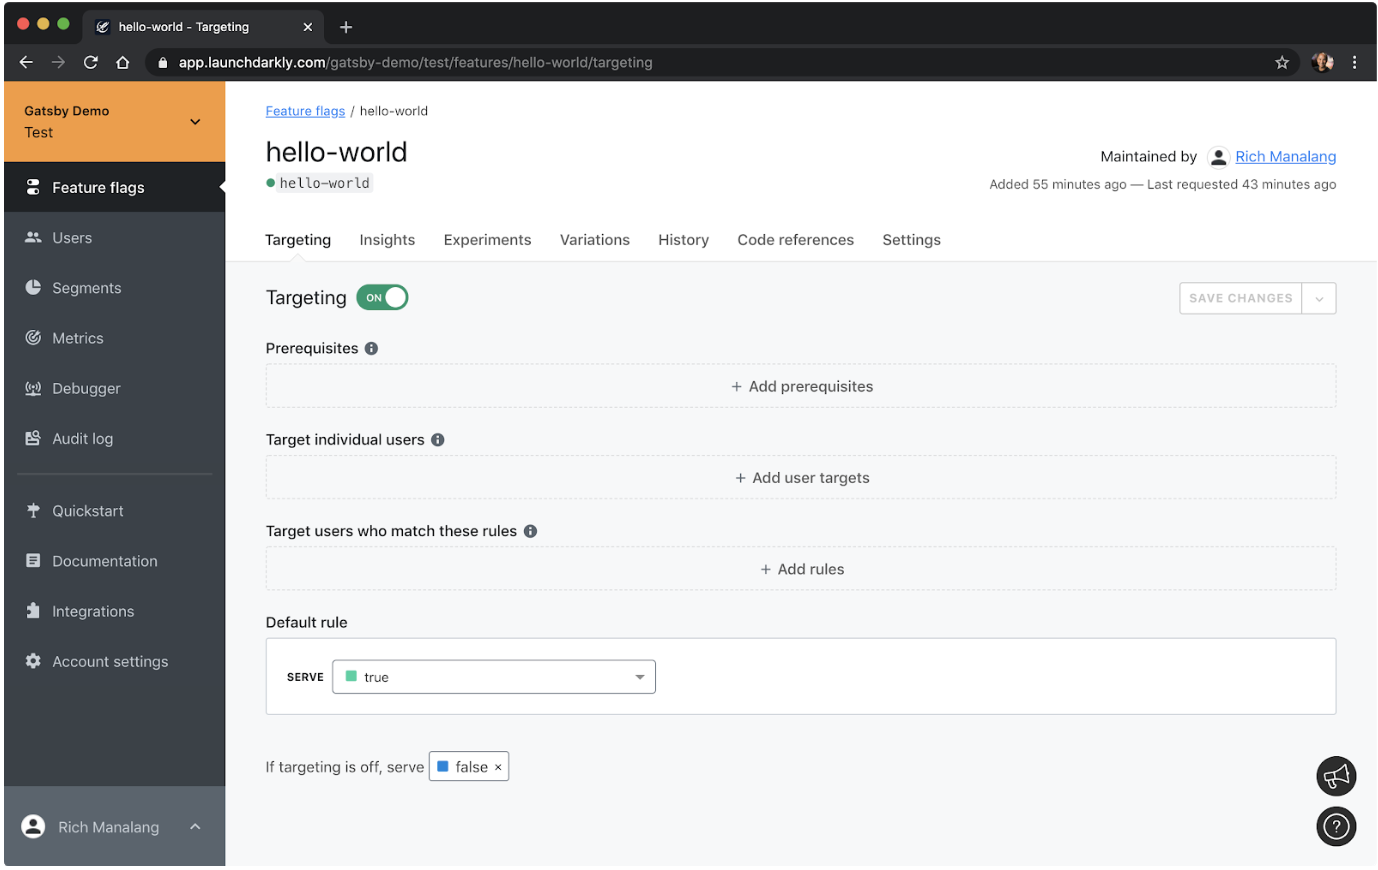 hello-world - Targeting
app.launchdarkly.com/gatsby-demo/test/features/hello-world/targeting
Gatsby Demo
Test
Feature flags
Users
Segments
Metrics
Debugger
Audit log
Quickstart
Documentation
Integrations
Account settings
Rich Manalang
Feature flags / hello-world
hello-world
hello-world
Maintained by Rich Manalang
Added 55 minutes ago — Last requested 43 minutes ago
Targeting Insights Experiments Variations History Code references Settings
Targeting ON
SAVE CHANGES
Prerequisites
+ Add prerequisites
Target individual users
+ Add user targets
Target users who match these rules
+ Add rules
Default rule
SERVE true
If targeting is off, serve false ×